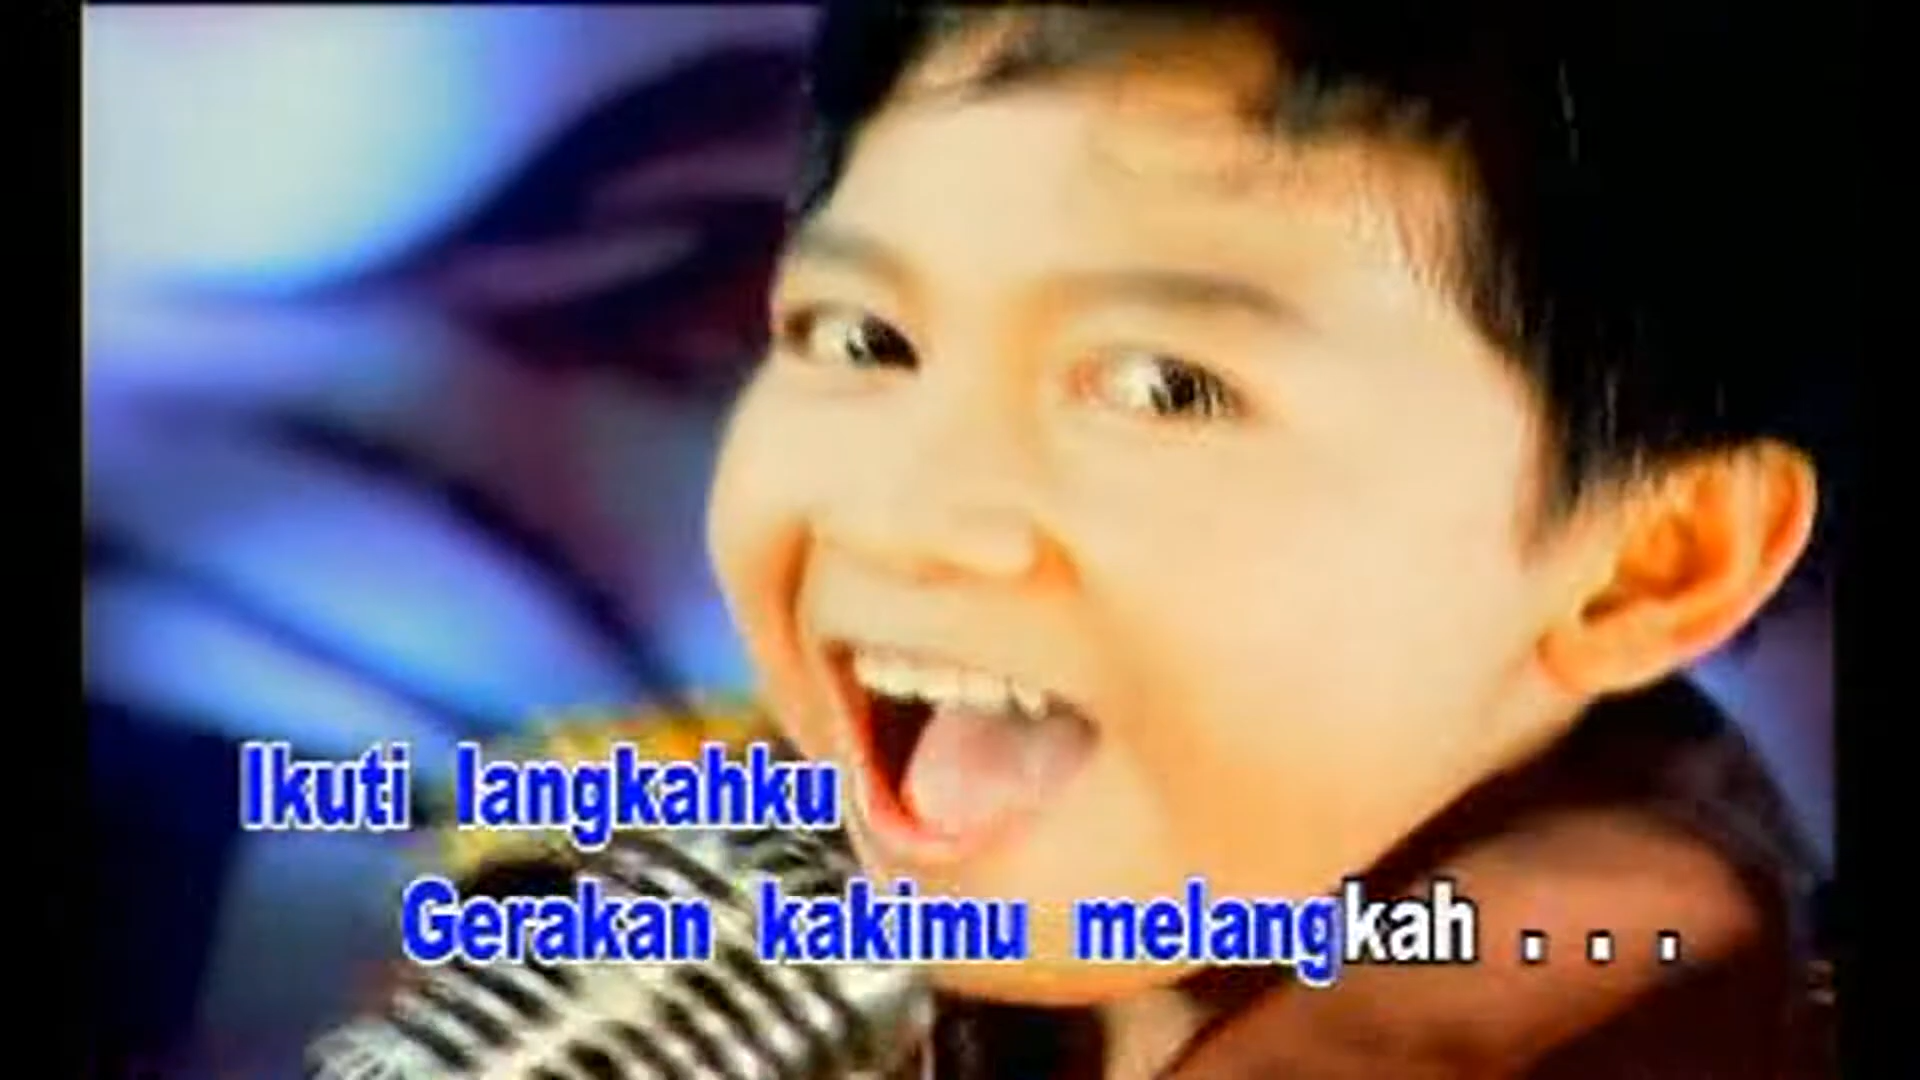 Ikuti langkahku
Gerakan kakimu melangkah . . .